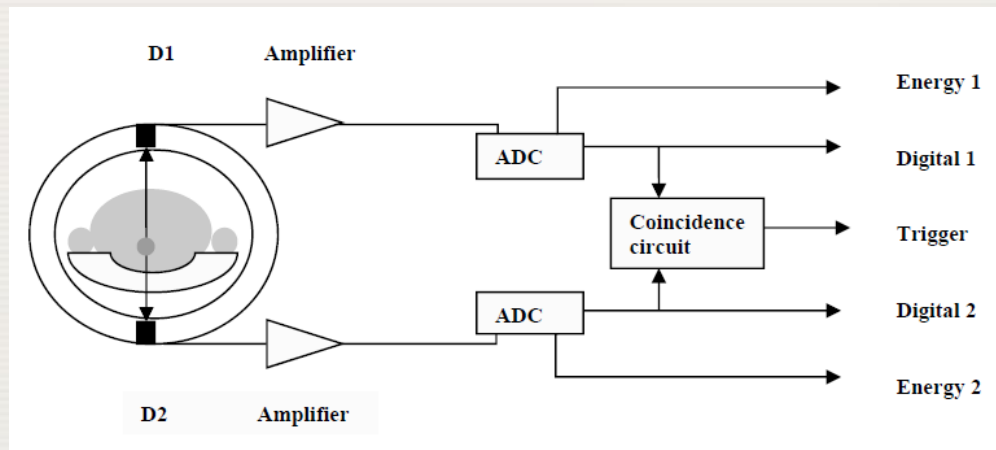 D1 Amplifier
Energy 1
ADC
Digital 1
Coincidence
circuit
Trigger
ADC
Digital 2
Energy 2
D2 Amplifier